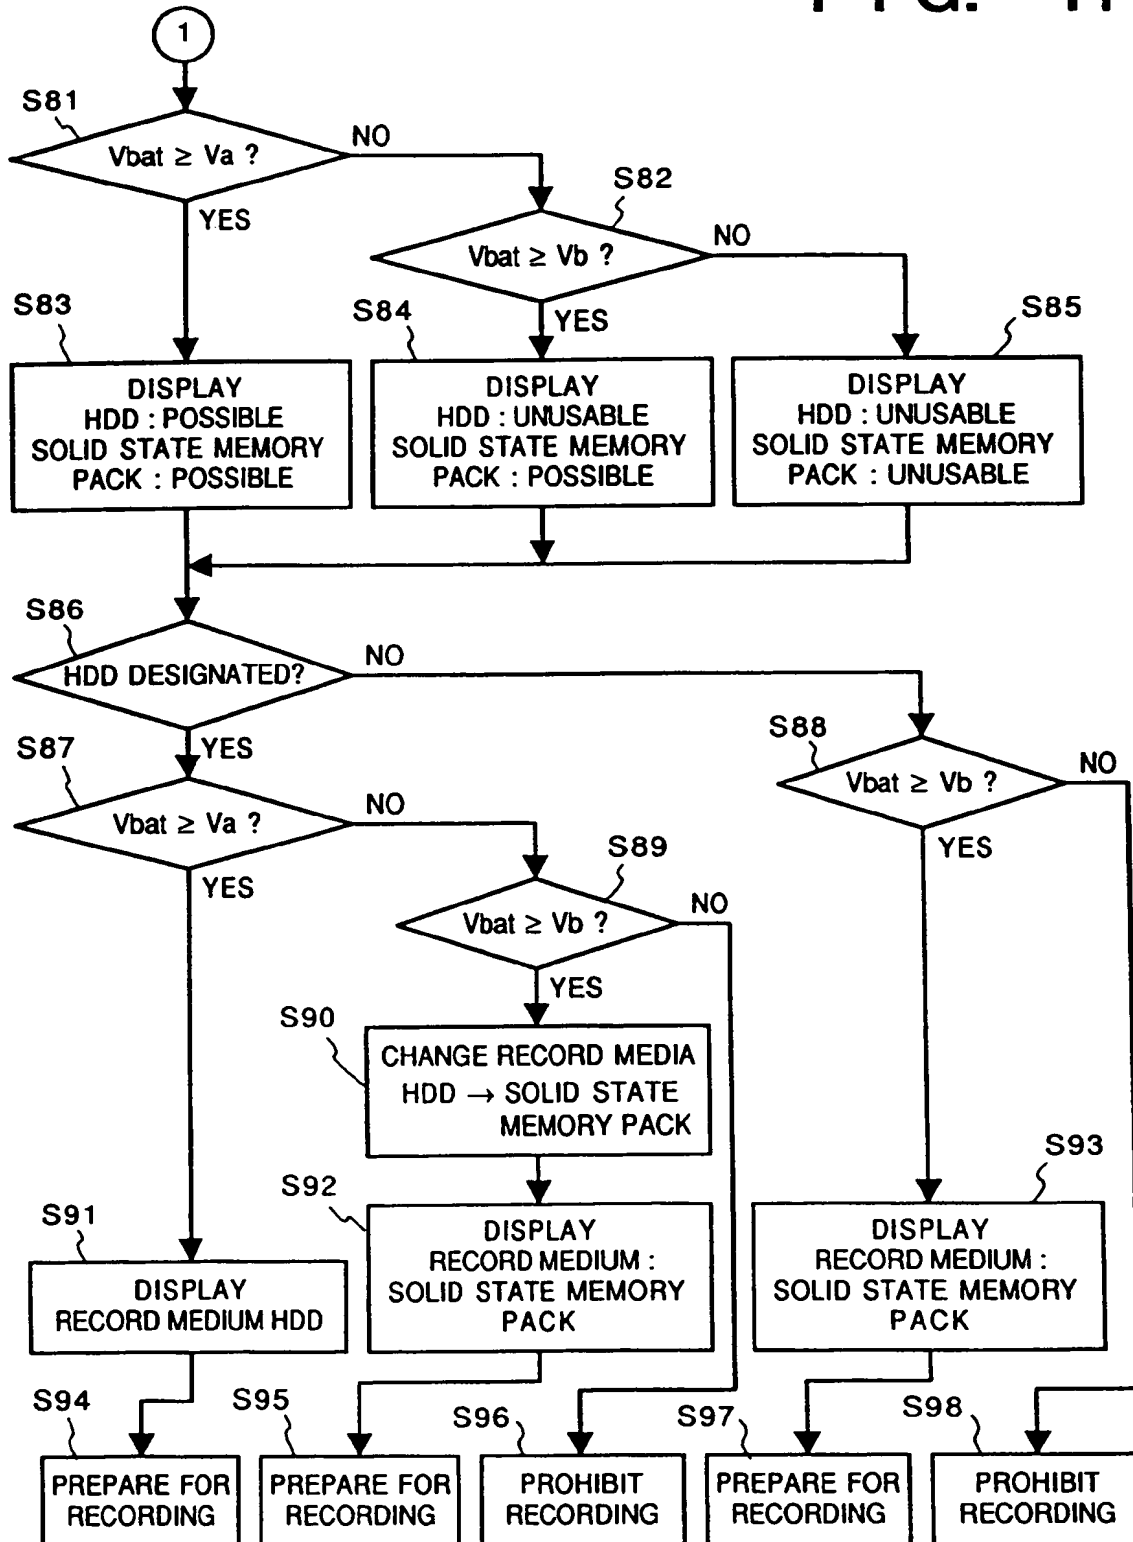 FIG.
1
S81
Vbat ≥ Va ?
NO
YES
S82
Vbat ≥ Vb ?
NO
YES
S83
DISPLAY
HDD : POSSIBLE
SOLID STATE MEMORY
PACK : POSSIBLE
S84
DISPLAY
HDD : UNUSABLE
SOLID STATE MEMORY
PACK : POSSIBLE
S85
DISPLAY
HDD : UNUSABLE
SOLID STATE MEMORY
PACK : UNUSABLE
S86
HDD DESIGNATED?
NO
YES
S87
Vbat ≥ Va ?
NO
YES
S88
Vbat ≥ Vb ?
NO
YES
S89
Vbat ≥ Vb ?
NO
YES
S90
CHANGE RECORD MEDIA
HDD → SOLID STATE
MEMORY PACK
S91
DISPLAY
RECORD MEDIUM HDD
S92
DISPLAY
RECORD MEDIUM :
SOLID STATE MEMORY
PACK
S93
DISPLAY
RECORD MEDIUM :
SOLID STATE MEMORY
PACK
S94
PREPARE FOR
RECORDING
S95
PREPARE FOR
RECORDING
S96
PROHIBIT
RECORDING
S97
PREPARE FOR
RECORDING
S98
PROHIBIT
RECORDING